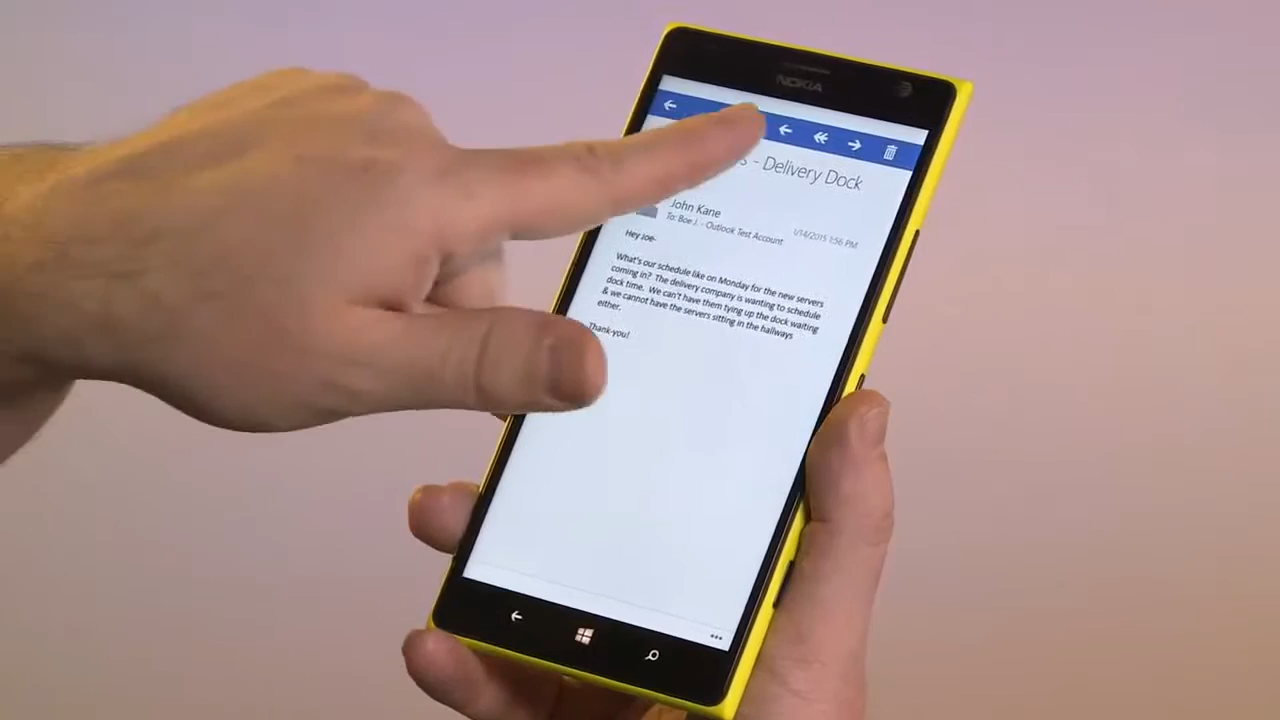 NOKIA
- Delivery Dock
John Kane
To: Boe J. - Outlook Test Account
1/14/2015 1:56 PM
Hey Joe-
What's our schedule like on Monday for the new servers
coming in? The delivery company is wanting to schedule
dock time. We can't have them tying up the dock waiting
& we cannot have the servers sitting in the hallways
either.
Thank-you!